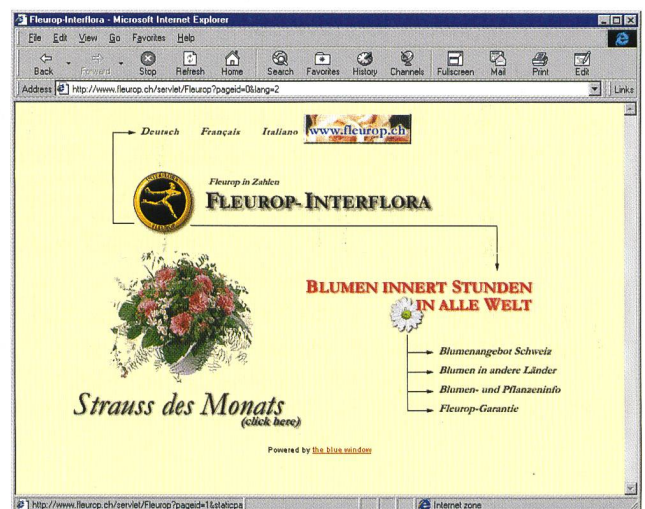 Fleurop-Interflora - Microsoft Internet Explorer
File Edit View Go Favorites Help
Back Forward Stop Refresh Home Search Favorites History Channels Fullscreen Mail Print Edit
Address http://www.fleurop.ch/servlet/Fleurop?pageid=0&lang=2 Links
Deutsch Français Italiano www.fleurop.ch
INTERFLORA
FLEUROP
Fleurop in Zahlen
FLEUROP-INTERFLORA
BLUMEN INNERT STUNDEN
IN ALLE WELT
Blumenangebot Schweiz
Blumen in andere Länder
Blumen- und Pflanzeninfo
Fleurop-Garantie
Strauss des Monats
(click here)
Powered by the blue window
http://www.fleurop.ch/servlet/Fleurop?pageid=1&staticpa Internet zone